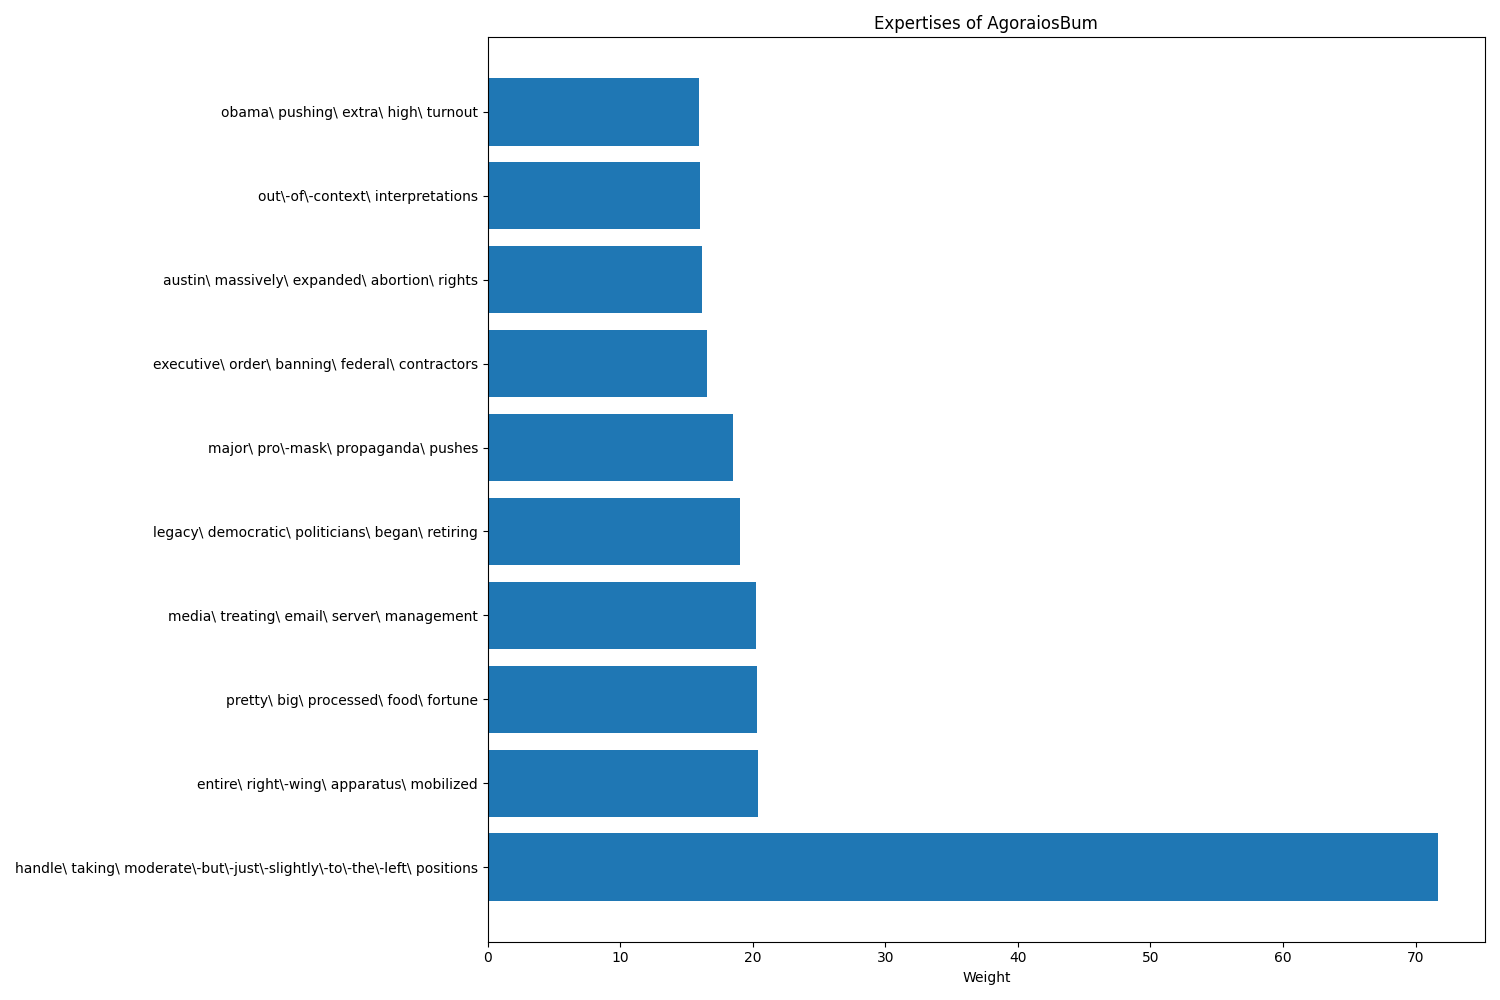 Expertises of AgoraiosBum
obama\ pushing\ extra\ high\ turnout
out\-of\-context\ interpretations
austin\ massively\ expanded\ abortion\ rights
executive\ order\ banning\ federal\ contractors
major\ pro\-mask\ propaganda\ pushes
legacy\ democratic\ politicians\ began\ retiring
media\ treating\ email\ server\ management
pretty\ big\ processed\ food\ fortune
entire\ right\-wing\ apparatus\ mobilized
handle\ taking\ moderate\-but\-just\-slightly\-to\-the\-left\ positions
0 10 20 30 40 50 60 70
Weight